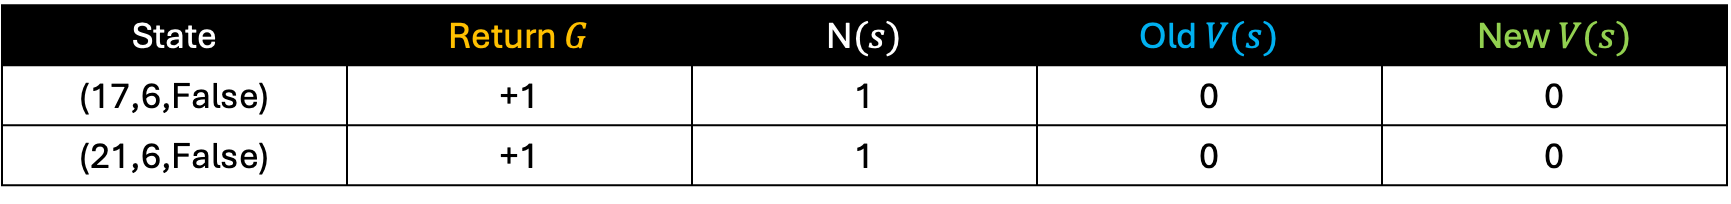 State Return G N(s) Old V(s) New V(s)
(17,6,False) +1 1 0 0
(21,6,False) +1 1 0 0